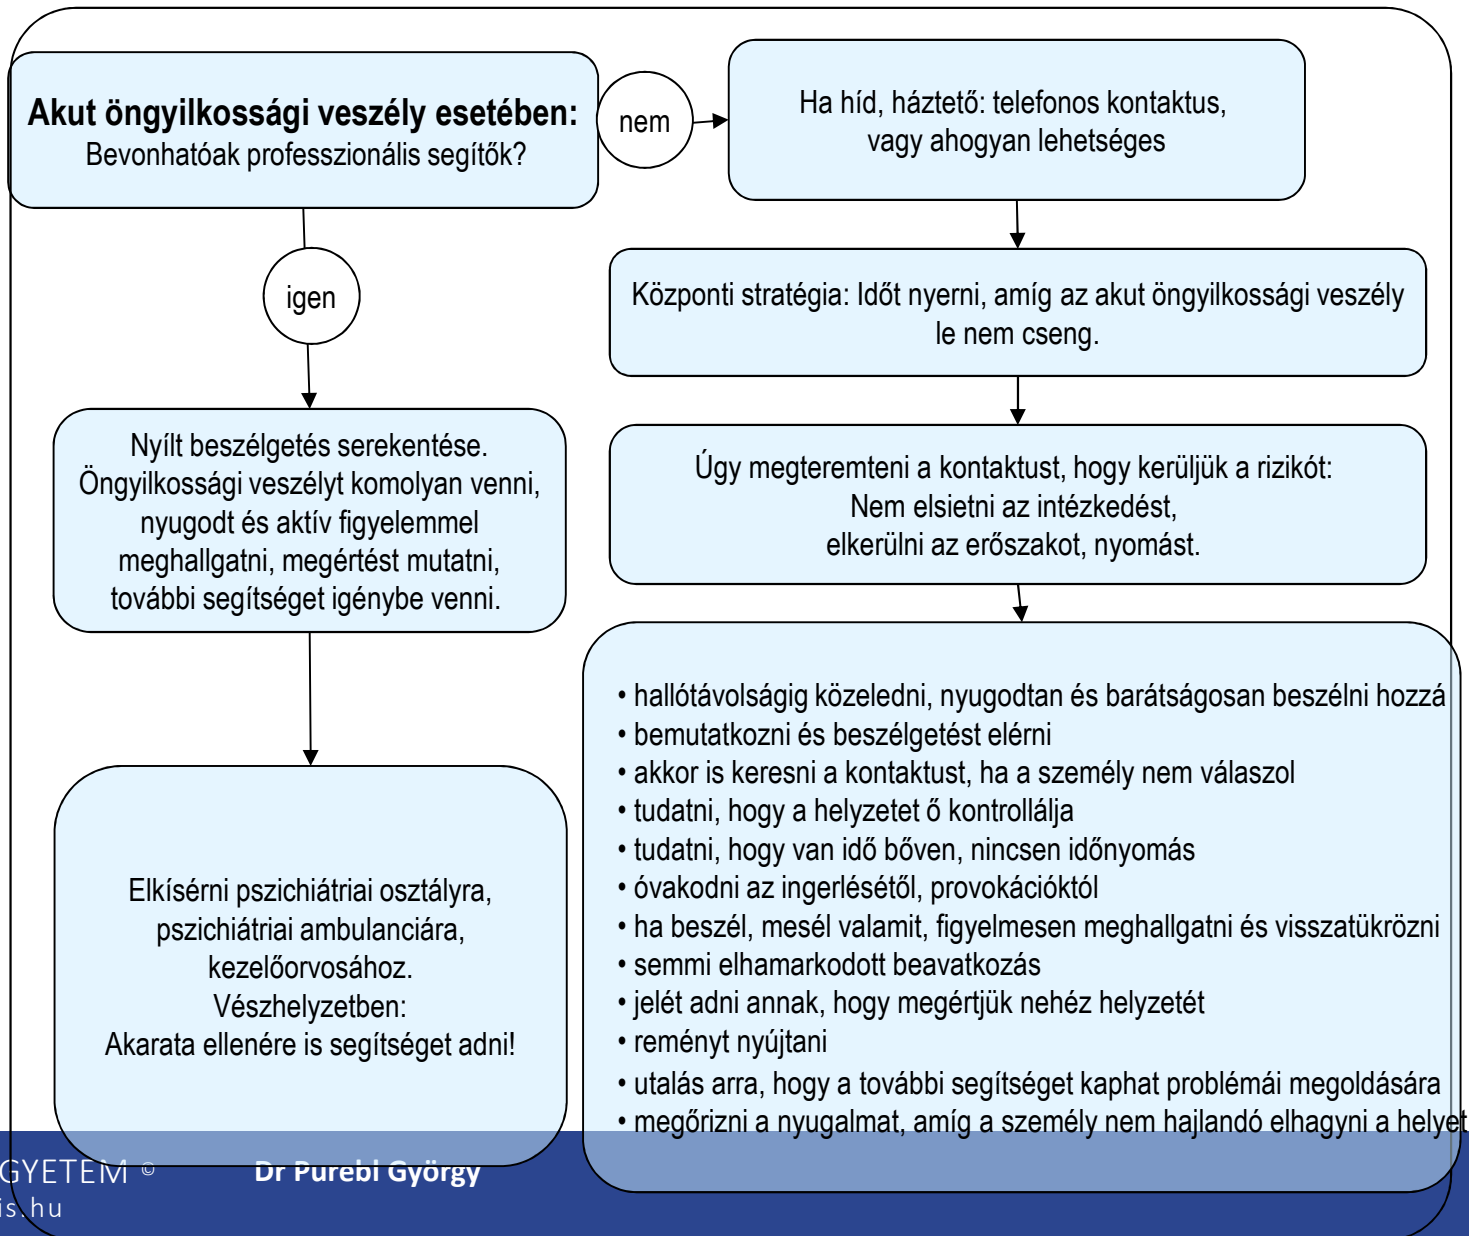 Akut öngyilkossági veszély esetében:
Bevonhatóak professzionális segítők?
nem
Ha híd, háztető: telefonos kontaktus,
vagy ahogyan lehetséges
igen
Központi stratégia: Időt nyerni, amíg az akut öngyilkossági veszély
le nem cseng.
Nyílt beszélgetés serekentése.
Öngyilkossági veszélyt komolyan venni,
nyugodt és aktív figyelemmel
meghallgatni, megértést mutatni,
további segítséget igénybe venni.
Úgy megteremteni a kontaktust, hogy kerüljük a rizikót:
Nem elsietni az intézkedést,
elkerülni az erőszakot, nyomást.
Elkísérni pszichiátriai osztályra,
pszichiátriai ambulanciára,
kezelőorvosához.
Vészhelyzetben:
Akarata ellenére is segítséget adni!
• hallótávolságig közeledni, nyugodtan és barátságosan beszélni hozzá
• bemutatkozni és beszélgetést elérni
• akkor is keresni a kontaktust, ha a személy nem válaszol
• tudatni, hogy a helyzetet ő kontrollálja
• tudatni, hogy van idő bőven, nincsen időnyomás
• óvakodni az ingerlésétől, provokációktól
• ha beszél, mesél valamit, figyelmesen meghallgatni és visszatükrözni
• semmi elhamarkodott beavatkozás
• jelét adni annak, hogy megértjük nehéz helyzetét
• reményt nyújtani
• utalás arra, hogy a további segítséget kaphat problémái megoldására
• megőrizni a nyugalmat, amíg a személy nem hajlandó elhagyni a helyet
GYETEM ©
is.hu
Dr Purebl György